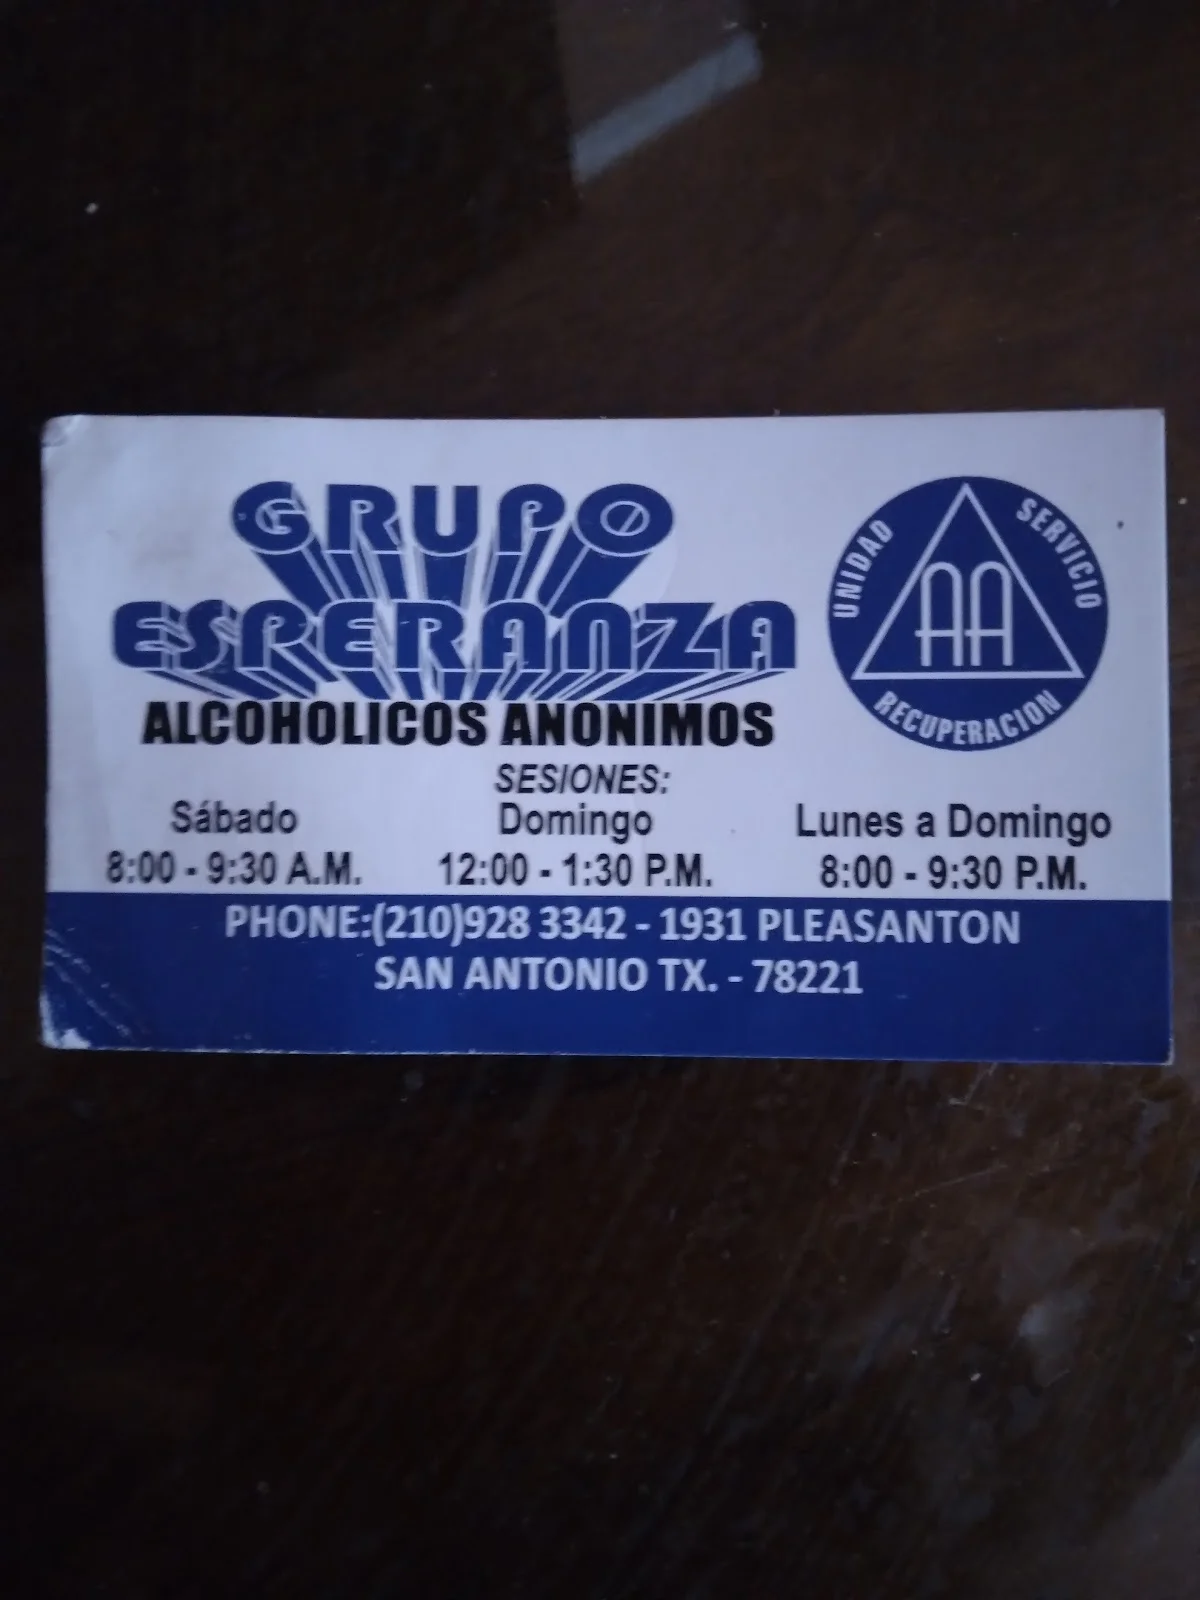 GRUPO
ESPERANZA
ALCOHOLICOS ANONIMOS
UNIDAD
SERVICIO
AA
RECUPERACION
SESIONES:
Sábado
8:00 - 9:30 A.M.
Domingo
12:00 - 1:30 P.M.
Lunes a Domingo
8:00 - 9:30 P.M.
PHONE:(210)928 3342 - 1931 PLEASANTON
SAN ANTONIO TX. - 78221